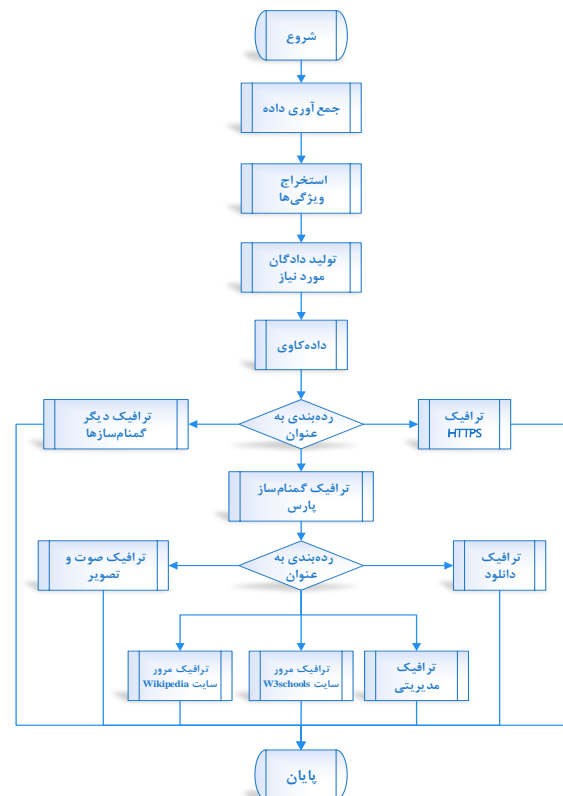 شروع
جمع‌آوری داده
استخراج
ویژگی‌ها
تولید دادگان
مورد نیاز
داده‌کاوی
ترافیک
HTTPS
رده‌بندی به
عنوان
ترافیک دیگر
گمنام‌سازها
ترافیک گمنام‌ساز
پارس
ترافیک
دانلود
رده‌بندی به
عنوان
ترافیک صوت و
تصویر
ترافیک
مدیریتی
ترافیک مرور
سایت W3schools
ترافیک مرور
سایت Wikipedia
پایان